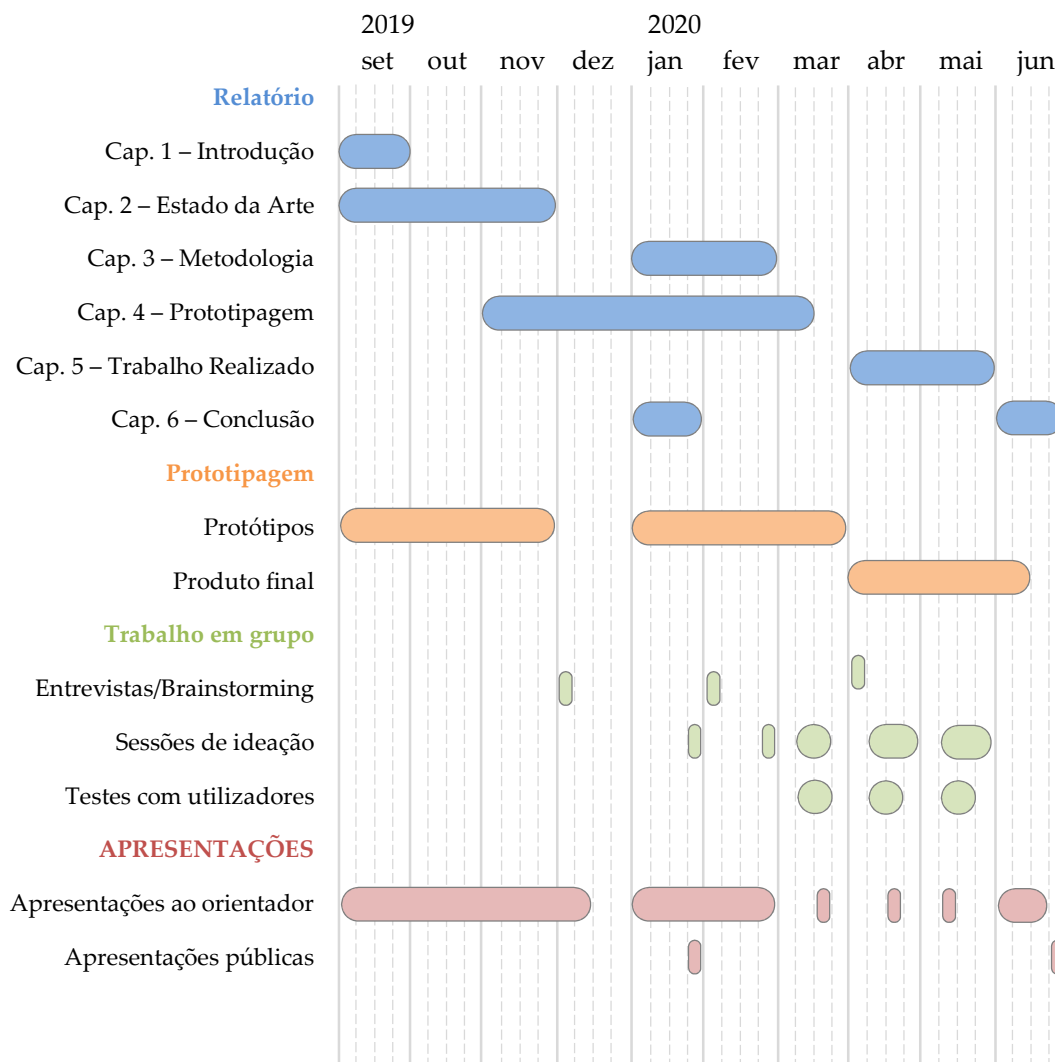 2019 2020
set out nov dez jan fev mar abr mai jun
Relatório
Cap. 1 – Introdução
Cap. 2 – Estado da Arte
Cap. 3 – Metodologia
Cap. 4 – Prototipagem
Cap. 5 – Trabalho Realizado
Cap. 6 – Conclusão
Prototipagem
Protótipos
Produto final
Trabalho em grupo
Entrevistas/Brainstorming
Sessões de ideação
Testes com utilizadores
APRESENTAÇÕES
Apresentações ao orientador
Apresentações públicas